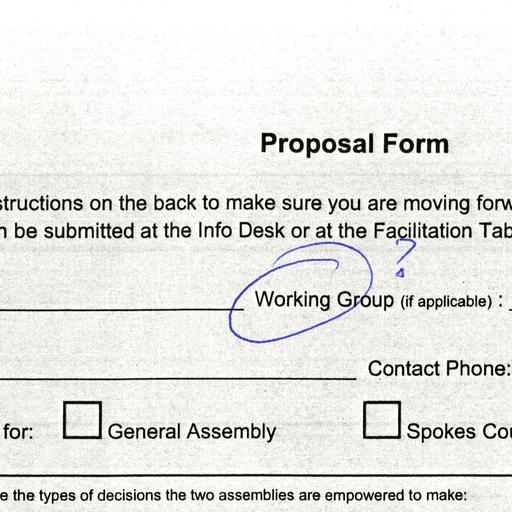 Proposal Form
structions on the back to make sure you are moving forw
n be submitted at the Info Desk or at the Facilitation Tab
?
Working Group (if applicable) :
Contact Phone:
for: General Assembly Spokes Cou
e the types of decisions the two assemblies are empowered to make: